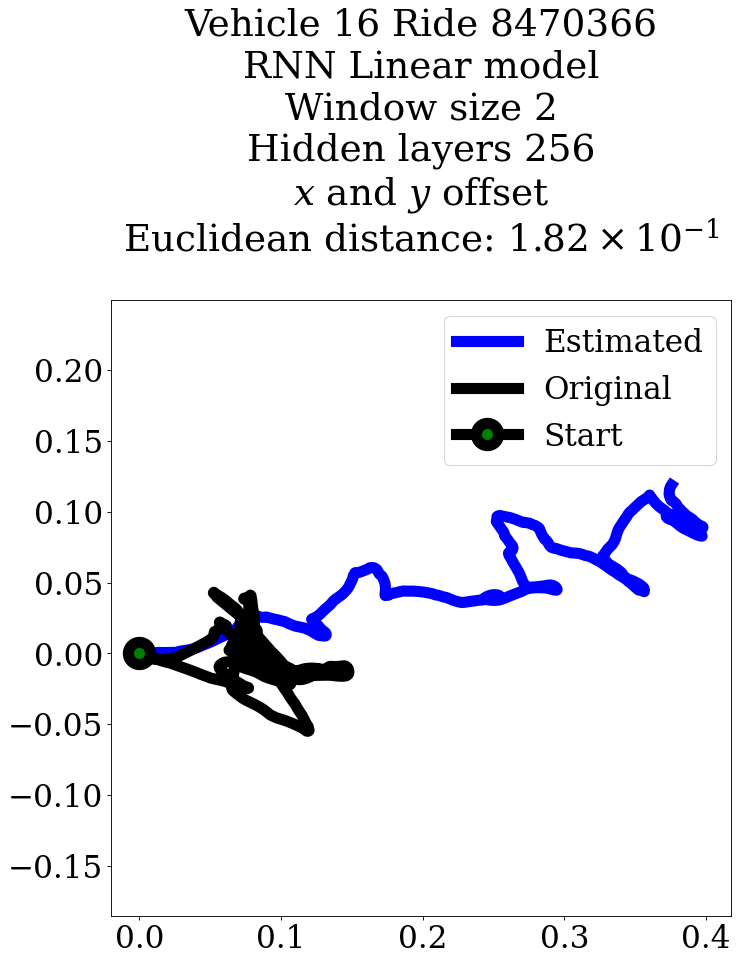 Vehicle 16 Ride 8470366
RNN Linear model
Window size 2
Hidden layers 256
x and y offset
Euclidean distance: 1.82 × 10⁻¹
Estimated
Original
Start
0.20
0.15
0.10
0.05
0.00
−0.05
−0.10
−0.15
0.0 0.1 0.2 0.3 0.4